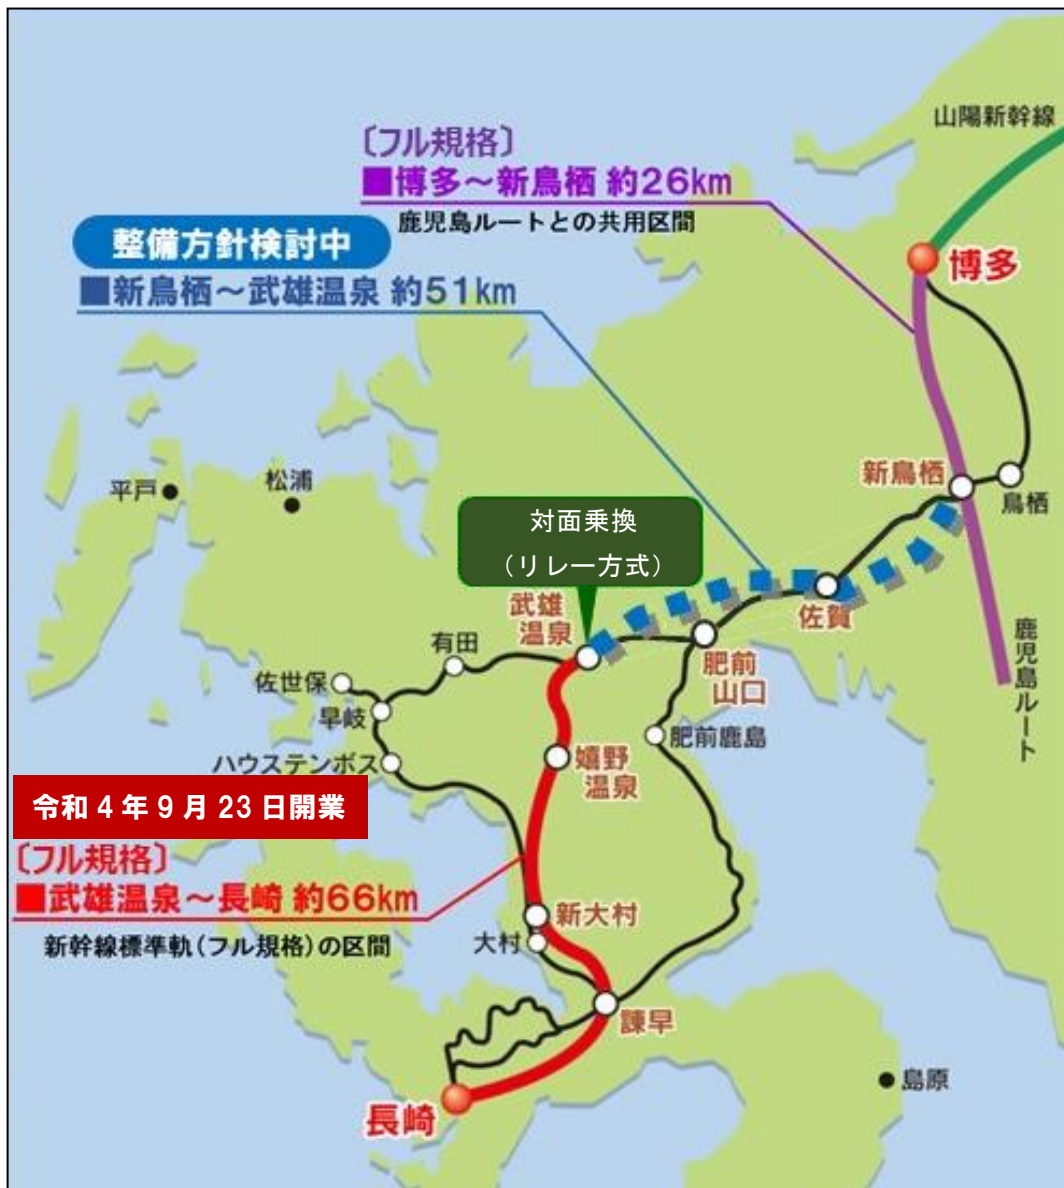 山陽新幹線
〔フル規格〕
■博多～新鳥栖 約26km
鹿児島ルートとの共用区間
整備方針検討中
■新鳥栖～武雄温泉 約51km
博多
新鳥栖
鳥栖
平戸
松浦
対面乗換
（リレー方式）
武雄
温泉
佐賀
鹿児島ルート
有田
肥前
山口
佐世保
早岐
肥前鹿島
ハウステンボス
嬉野
温泉
令和4年9月23日開業
〔フル規格〕
■武雄温泉～長崎 約66km
新幹線標準軌(フル規格)の区間
新大村
大村
諫早
島原
長崎